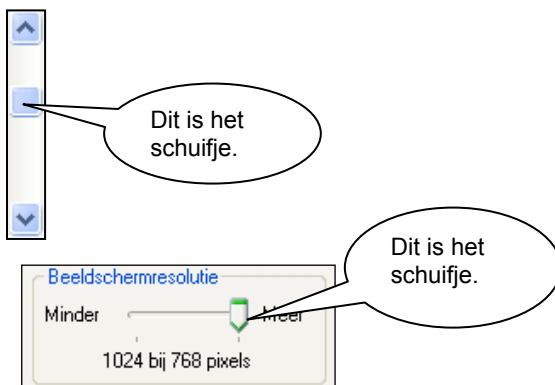 Dit is het
schuifje.
Dit is het
schuifje.
Beeldschermresolutie
Minder Meer
1024 bij 768 pixels